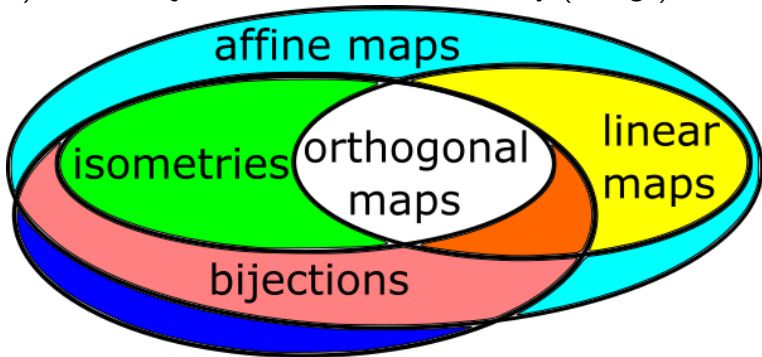 affine maps
isometries
orthogonal
maps
linear
maps
bijections